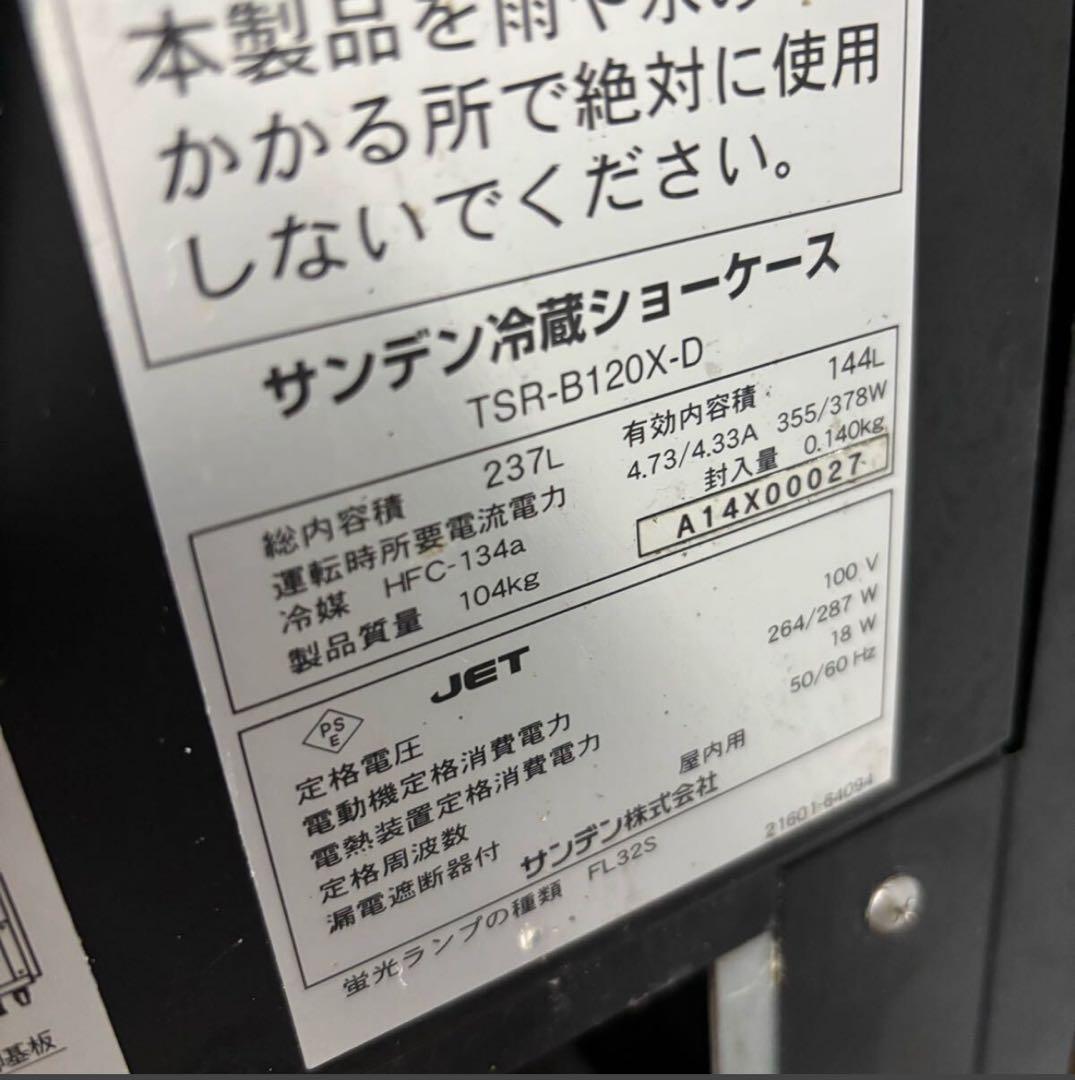 本製品を雨や水の
かかる所で絶対に使用
しないでください。
サンデン冷蔵ショーケース
TSR-B120X-D
総内容積 237L 有効内容積 144L
運転時所要電流電力 4.73/4.33A 355/378W
冷媒 HFC-134a 封入量 0.140kg
製品質量 104kg A14X00027
PSE JET
定格電圧 100 V
電動機定格消費電力 264/287 W
電熱装置定格消費電力 18 W
定格周波数 50/60 Hz
漏電遮断器付 屋内用
サンデン株式会社
蛍光ランプの種類 FL32S 21601-64094
基板